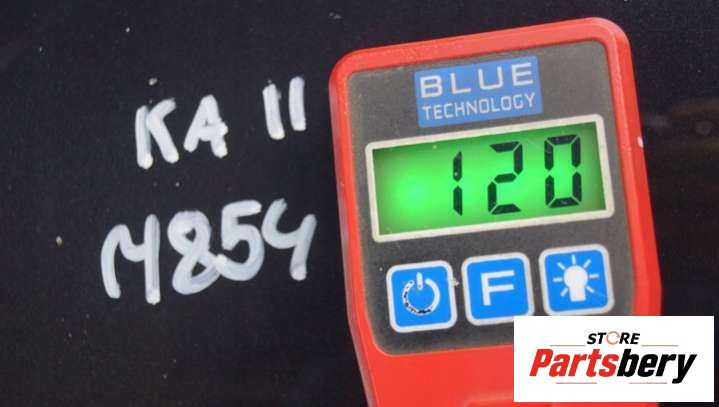 KA II
M854
BLUE
TECHNOLOGY
120
F
STORE
Partsbery